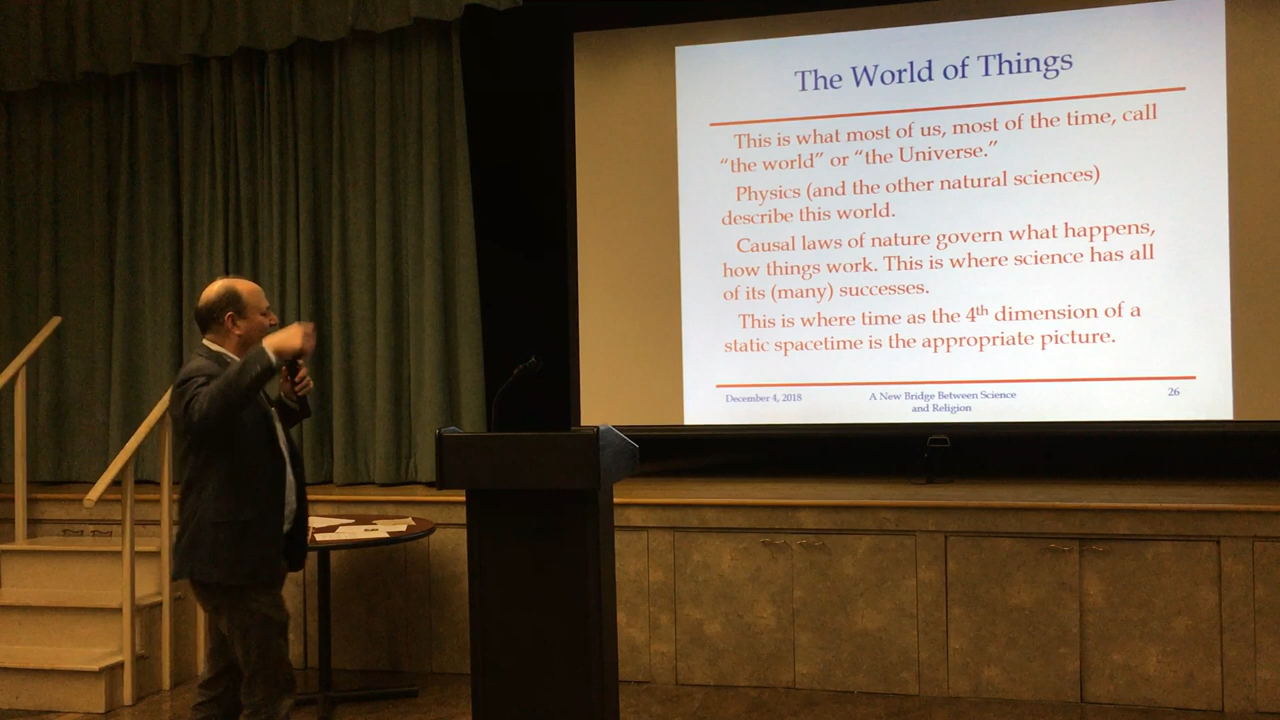 The World of Things
This is what most of us, most of the time, call
“the world” or “the Universe.”
Physics (and the other natural sciences)
describe this world.
Causal laws of nature govern what happens,
how things work. This is where science has all
of its (many) successes.
This is where time as the 4th dimension of a
static spacetime is the appropriate picture.
December 4, 2018
A New Bridge Between Science
and Religion
26